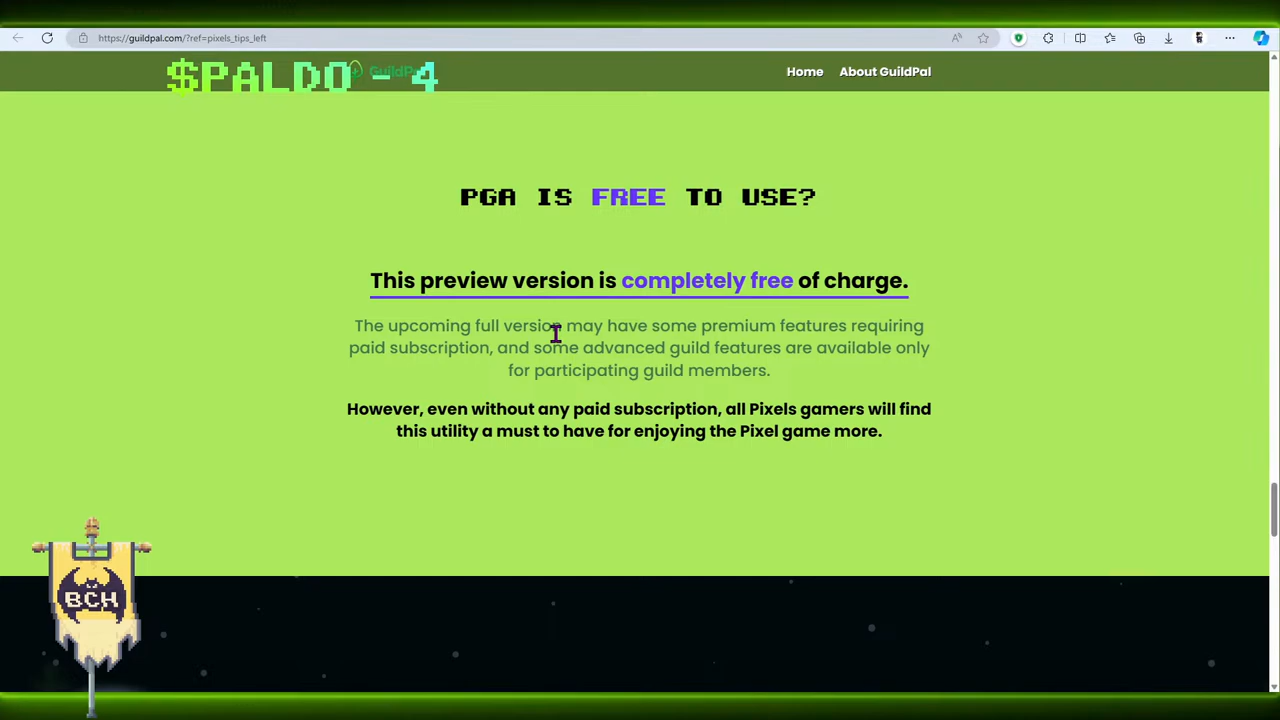 https://guildpal.com/?ref=pixels_tips_left
$PALDO - 4
GuildPal
Home About GuildPal
PGA IS FREE TO USE?
This preview version is completely free of charge.
The upcoming full version may have some premium features requiring
paid subscription, and some advanced guild features are available only
for participating guild members.
However, even without any paid subscription, all Pixels gamers will find
this utility a must to have for enjoying the Pixel game more.
BCH